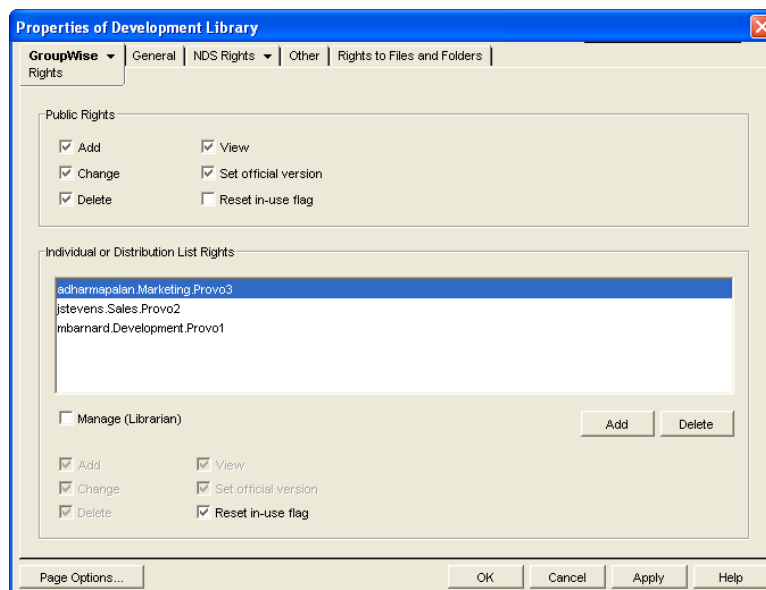 Properties of Development Library
GroupWise General NDS Rights Other Rights to Files and Folders
Rights
Public Rights
Add View
Change Set official version
Delete Reset in-use flag
Individual or Distribution List Rights
adharmapalan.Marketing.Provo3
jstevens.Sales.Provo2
mbarnard.Development.Provo1
Manage (Librarian) Add Delete
Add View
Change Set official version
Delete Reset in-use flag
Page Options... OK Cancel Apply Help